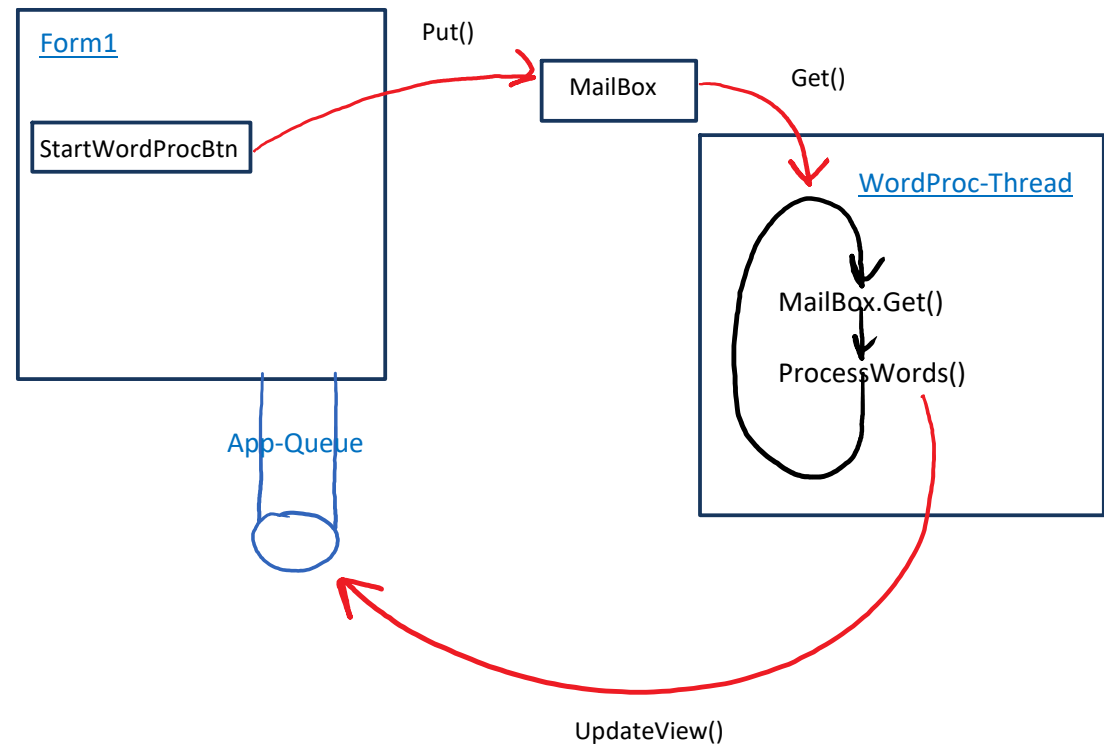 Form1
Put()
MailBox
Get()
StartWordProcBtn
WordProc-Thread
MailBox.Get()
ProcessWords()
App-Queue
UpdateView()